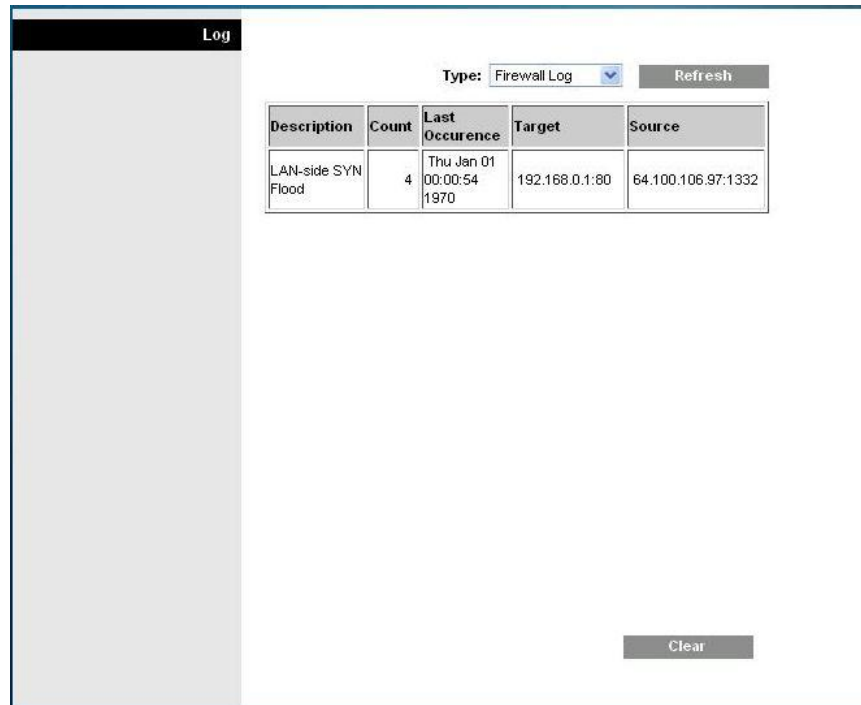 Log
Type: Firewall Log Refresh
Description Count Last Occurence Target Source
LAN-side SYN Flood 4 Thu Jan 01 00:00:54 1970 192.168.0.1:80 64.100.106.97:1332
Clear